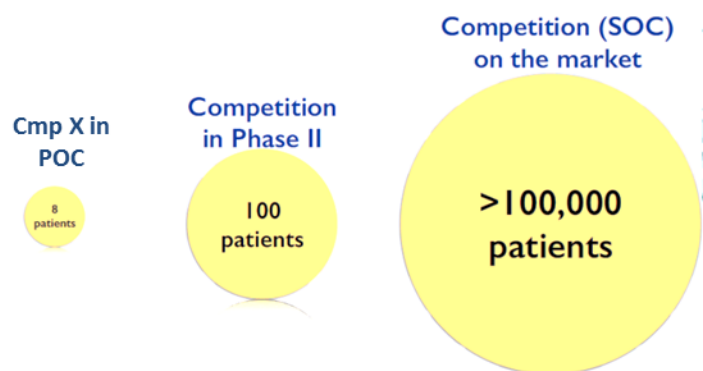 Cmp X in
POC
8
patients
Competition
in Phase II
100
patients
Competition (SOC)
on the market
>100,000
patients